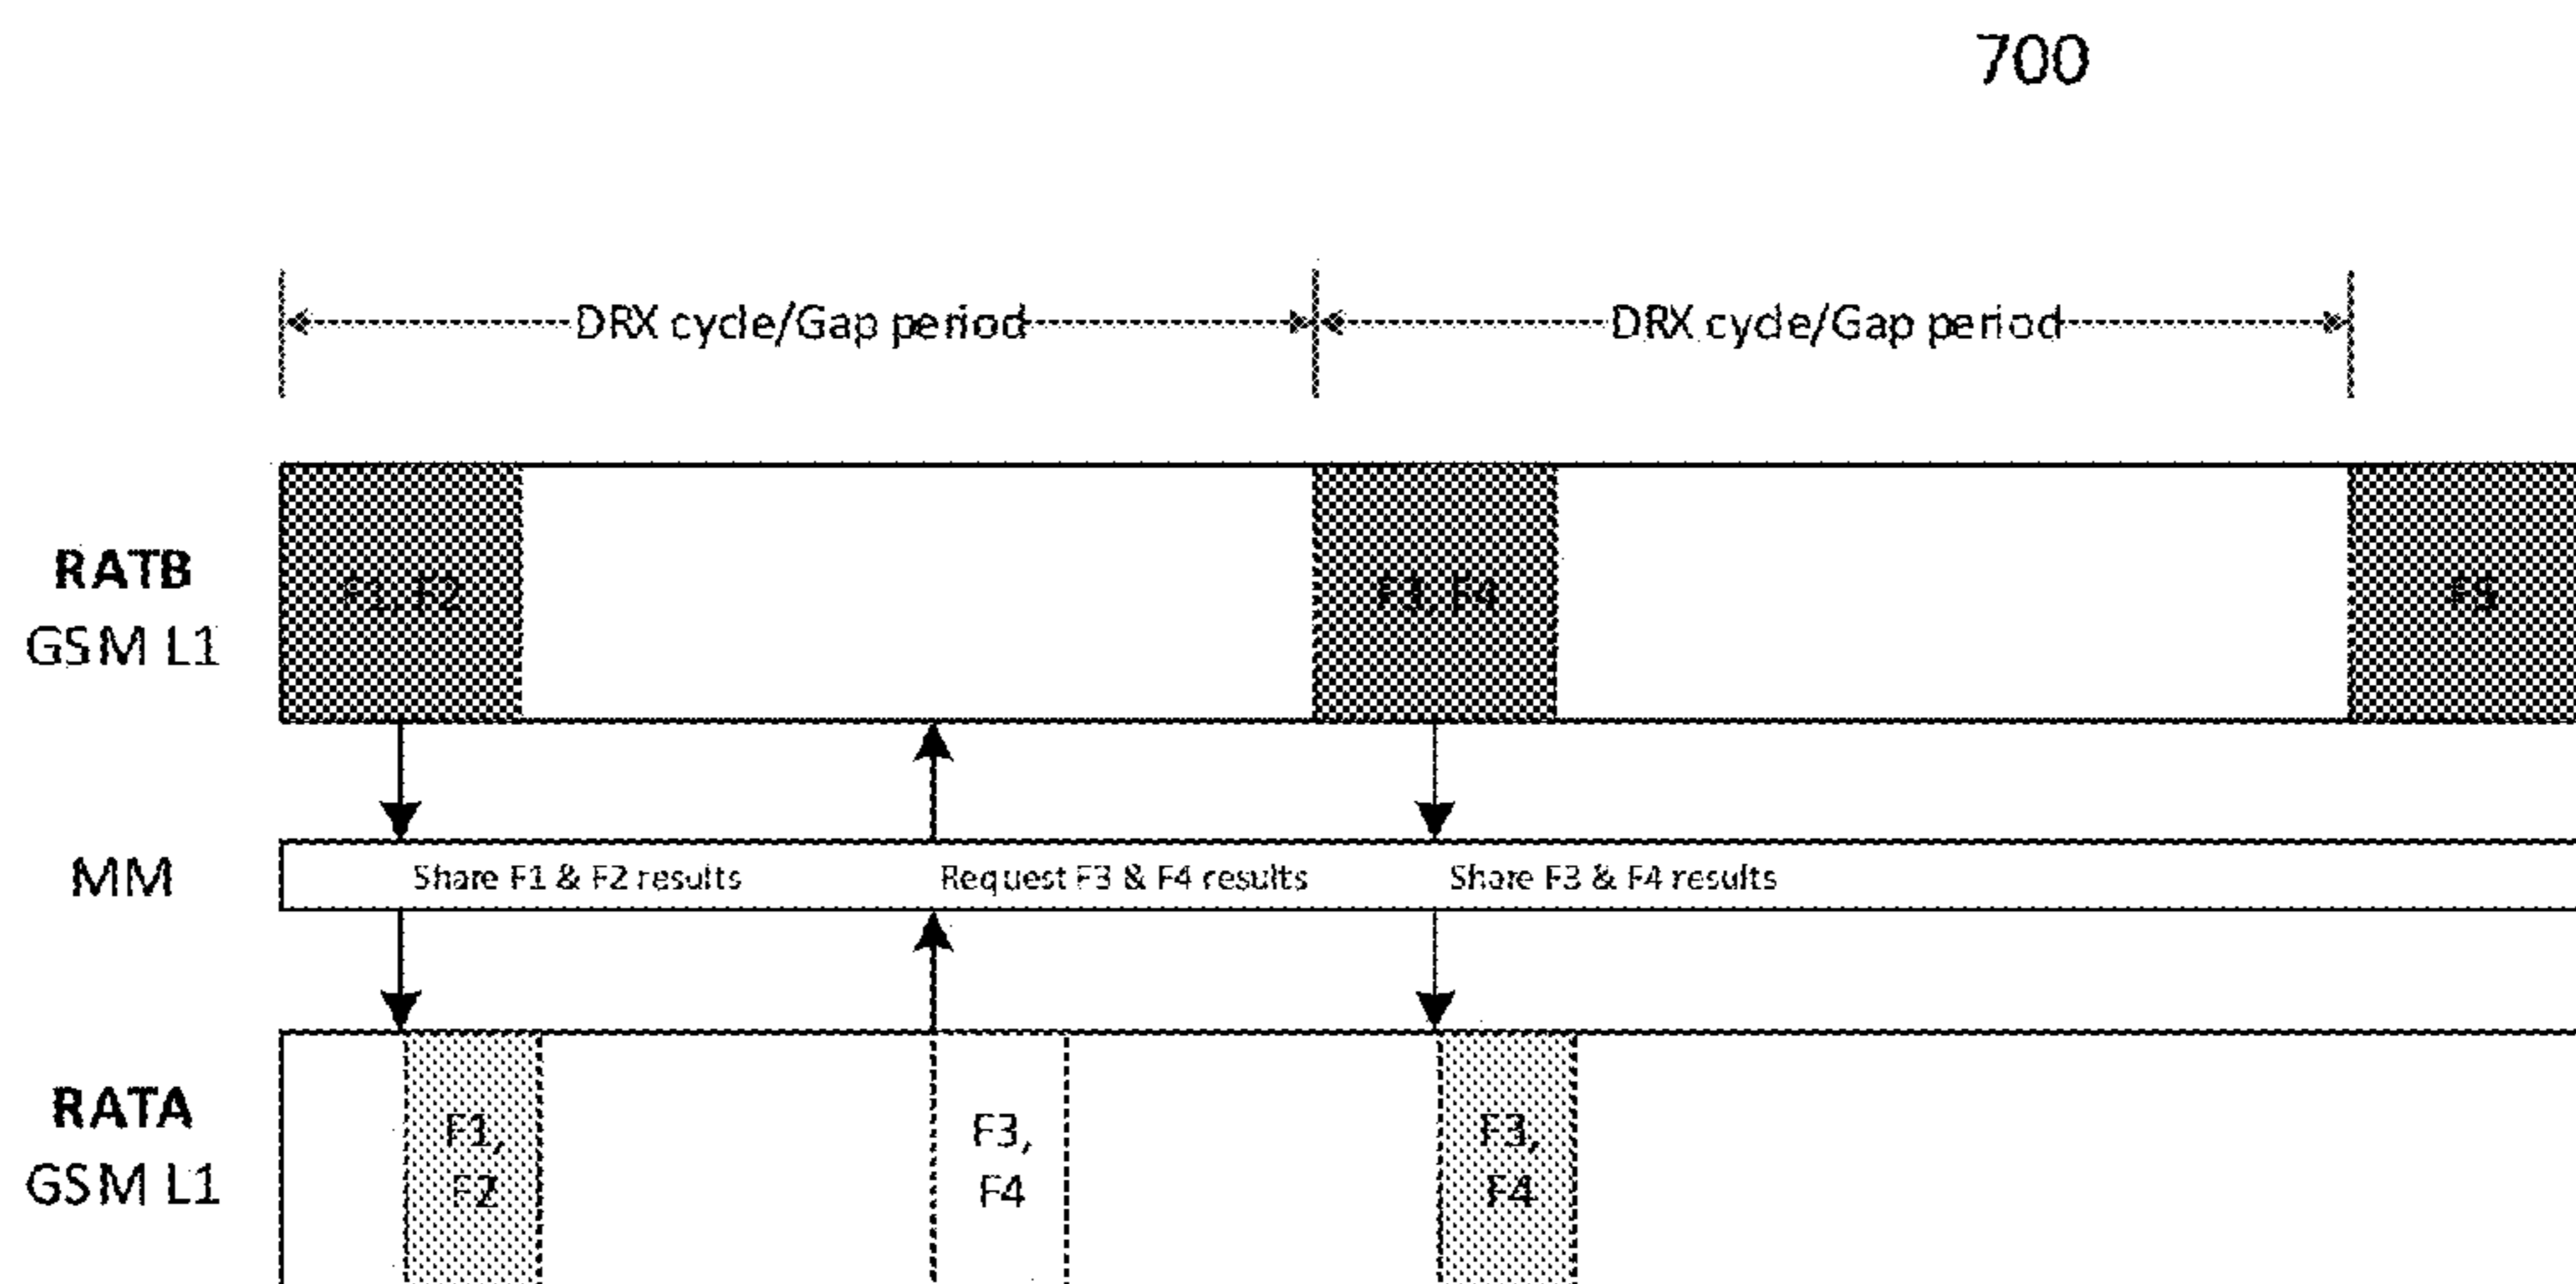 700
DRX cycle/Gap period DRX cycle/Gap period
RATB
GSM L1
F1, F2
F3, F4
F5
MM
Share F1 & F2 results
Request F3 & F4 results
Share F3 & F4 results
RATA
GSM L1
F1,
F2
F3,
F4
F3,
F4